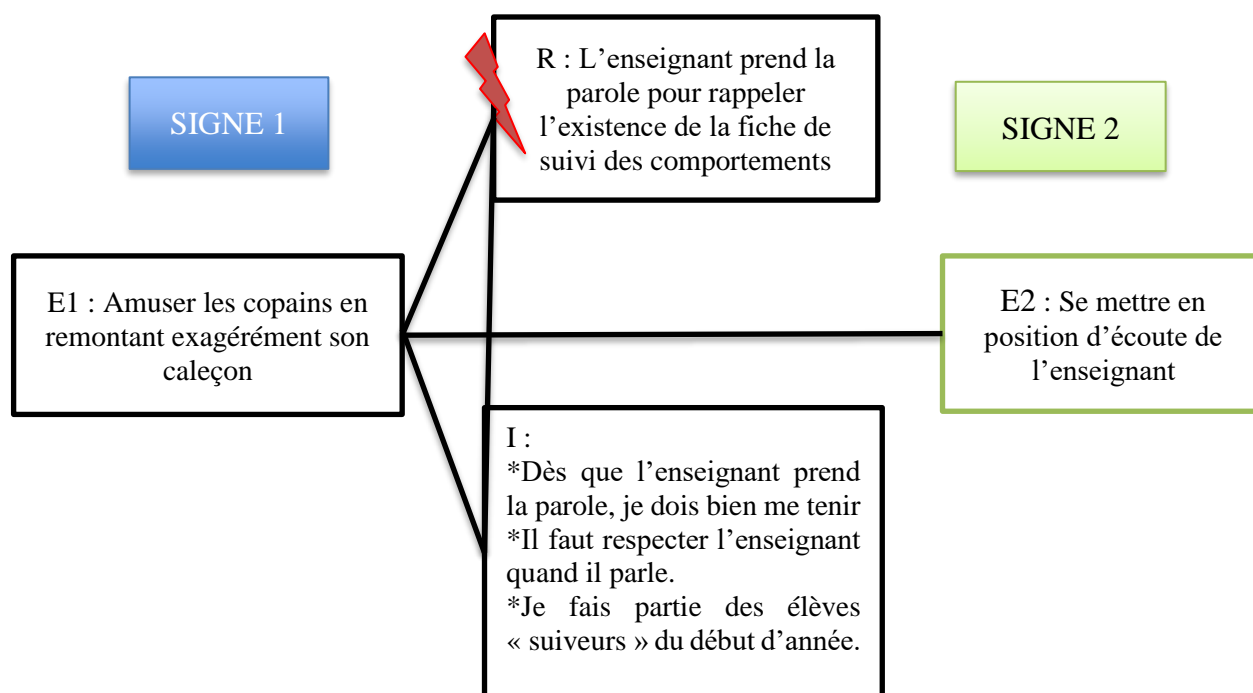 SIGNE 1
R : L’enseignant prend la
parole pour rappeler
l’existence de la fiche de
suivi des comportements
SIGNE 2
E1 : Amuser les copains en
remontant exagérément son
caleçon
E2 : Se mettre en
position d’écoute de
l’enseignant
I :
*Dès que l’enseignant prend
la parole, je dois bien me tenir
*Il faut respecter l’enseignant
quand il parle.
*Je fais partie des élèves
« suiveurs » du début d’année.